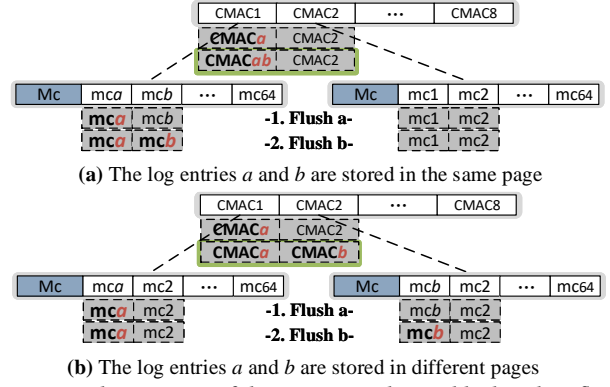 CMAC1 CMAC2 ··· CMAC8
CMACa CMAC2
CMACab CMAC2
Mc mca mcb ··· mc64 Mc mc1 mc2 ··· mc64
mca mcb -1. Flush a- mc1 mc2
mca mcb -2. Flush b- mc1 mc2
(a) The log entries a and b are stored in the same page
CMAC1 CMAC2 ··· CMAC8
CMACa CMAC2
CMACa CMACb
Mc mca mc2 ··· mc64 Mc mcb mc2 ··· mc64
mca mc2 -1. Flush a- mcb mc2
mca mc2 -2. Flush b- mcb mc2
(b) The log entries a and b are stored in different pages